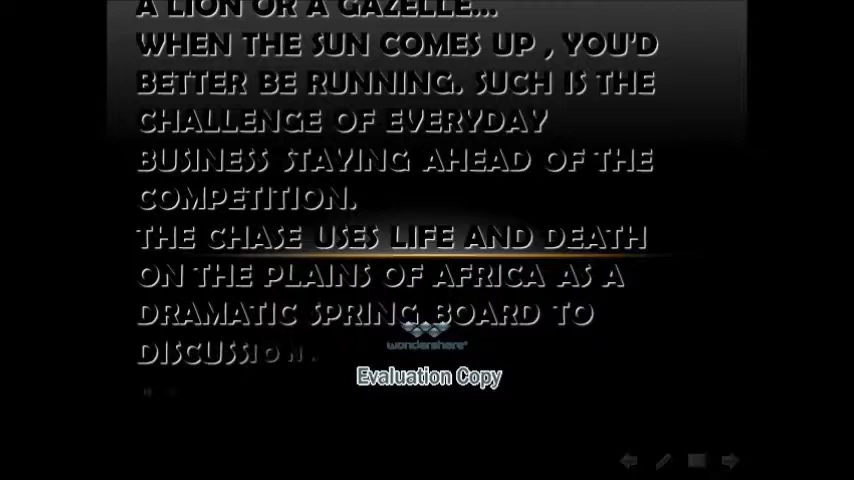 A LION OR A GAZELLE...
WHEN THE SUN COMES UP , YOU'D
BETTER BE RUNNING. SUCH IS THE
CHALLENGE OF EVERYDAY
BUSINESS STAYING AHEAD OF THE
COMPETITION.
THE CHASE USES LIFE AND DEATH
ON THE PLAINS OF AFRICA AS A
DRAMATIC SPRING BOARD TO
DISCUSSION.
wondershare
Evaluation Copy